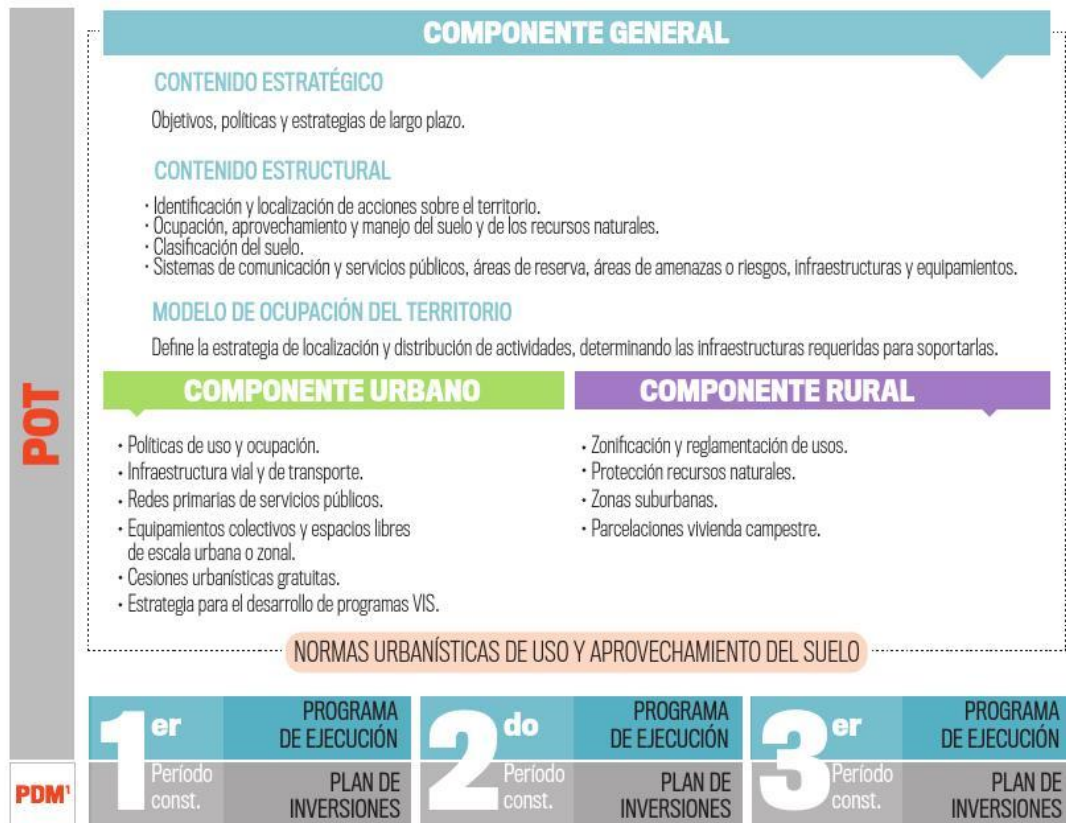 POT
COMPONENTE GENERAL
CONTENIDO ESTRATÉGICO
Objetivos, políticas y estrategias de largo plazo.
CONTENIDO ESTRUCTURAL
· Identificación y localización de acciones sobre el territorio.
· Ocupación, aprovechamiento y manejo del suelo y de los recursos naturales.
· Clasificación del suelo.
· Sistemas de comunicación y servicios públicos, áreas de reserva, áreas de amenazas o riesgos, infraestructuras y equipamientos.
MODELO DE OCUPACIÓN DEL TERRITORIO
Define la estrategia de localización y distribución de actividades, determinando las infraestructuras requeridas para soportarlas.
COMPONENTE URBANO
· Políticas de uso y ocupación.
· Infraestructura vial y de transporte.
· Redes primarias de servicios públicos.
· Equipamientos colectivos y espacios libres
de escala urbana o zonal.
· Cesiones urbanísticas gratuitas.
· Estrategia para el desarrollo de programas VIS.
COMPONENTE RURAL
· Zonificación y reglamentación de usos.
· Protección recursos naturales.
· Zonas suburbanas.
· Parcelaciones vivienda campestre.
NORMAS URBANÍSTICAS DE USO Y APROVECHAMIENTO DEL SUELO
1er
Período
const.
PROGRAMA
DE EJECUCIÓN
PLAN DE
INVERSIONES
2do
Período
const.
PROGRAMA
DE EJECUCIÓN
PLAN DE
INVERSIONES
3er
Período
const.
PROGRAMA
DE EJECUCIÓN
PLAN DE
INVERSIONES
PDM¹